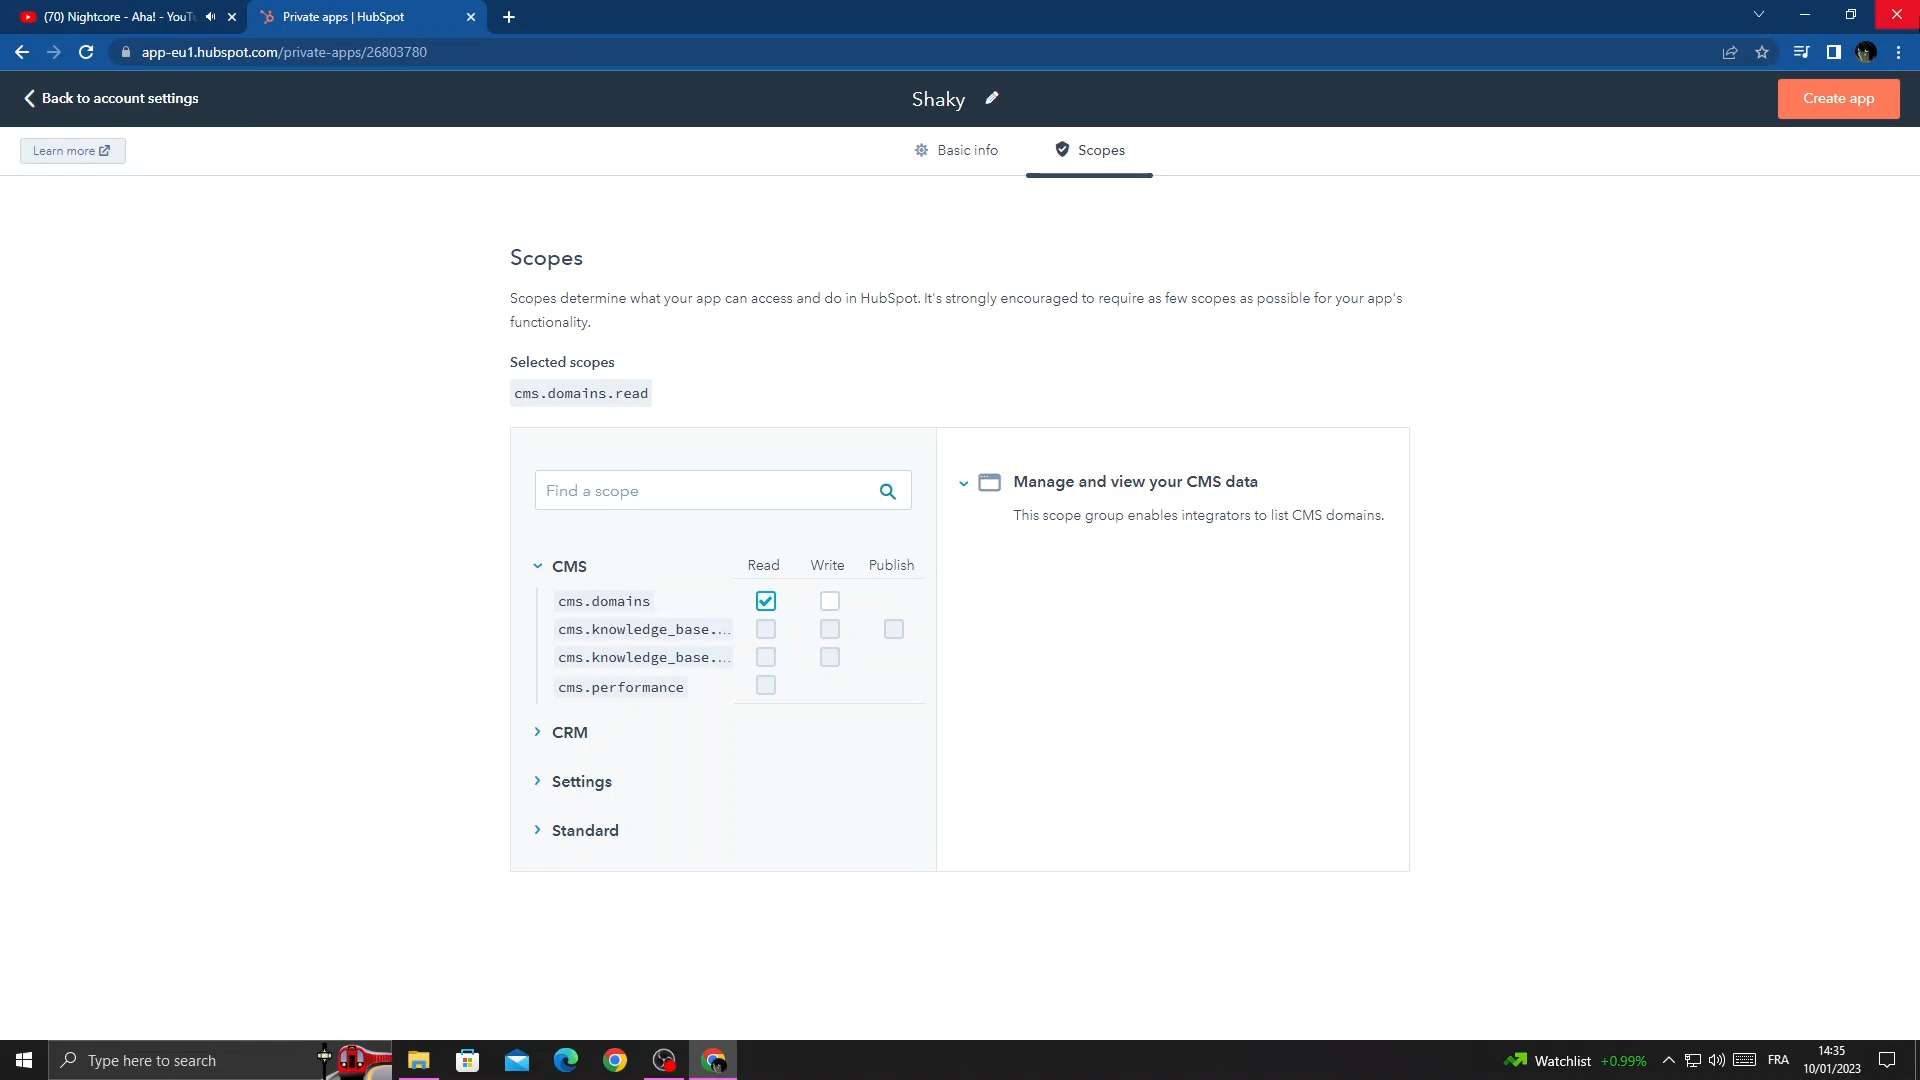 (70) Nightcore - Aha! - YouTu
Private apps | HubSpot
app-eu1.hubspot.com/private-apps/26803780
Back to account settings
Shaky
Create app
Learn more
Basic info
Scopes
Scopes
Scopes determine what your app can access and do in HubSpot. It's strongly encouraged to require as few scopes as possible for your app's
functionality.
Selected scopes
cms.domains.read
Find a scope
CMS
Read
Write
Publish
cms.domains
cms.knowledge_base....
cms.knowledge_base....
cms.performance
CRM
Settings
Standard
Manage and view your CMS data
This scope group enables integrators to list CMS domains.
Type here to search
Watchlist +0.99%
FRA
14:35
10/01/2023